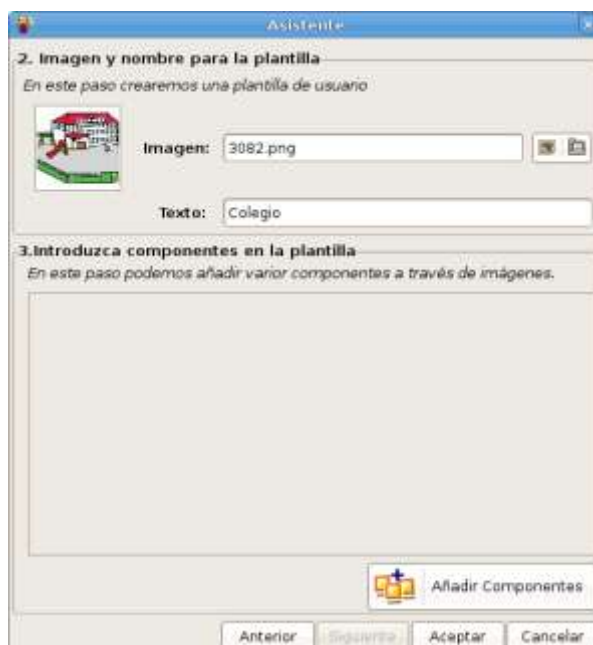 Asistente
2. Imagen y nombre para la plantilla
En este paso crearemos una plantilla de usuario
Imagen: 3082.png
Texto: Colegio
3.Introduzca componentes en la plantilla
En este paso podemos añadir varior componentes a través de imágenes.
Añadir Componentes
Anterior Siguiente Aceptar Cancelar